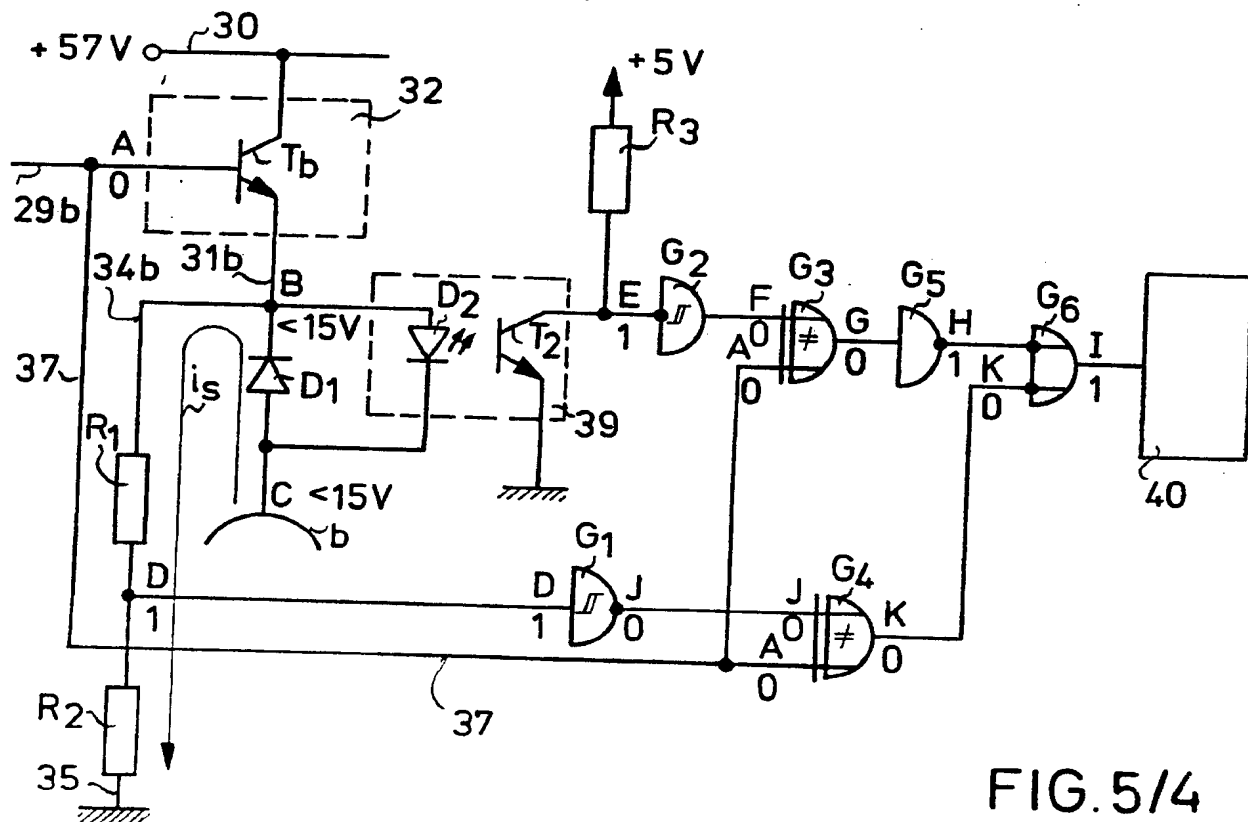 +57V
30
32
A
0
Tb
29b
31b
34b
B
<15V
D2
T2
39
+5V
R3
E
1
G2
F
0
A
0
G3
≠
G
0
G5
H
1
K
0
G6
I
1
40
37
is
D1
R1
C <15V
b
D
1
D
1
G1
J
0
J
0
A
0
G4
≠
K
0
37
R2
35
FIG.5/4